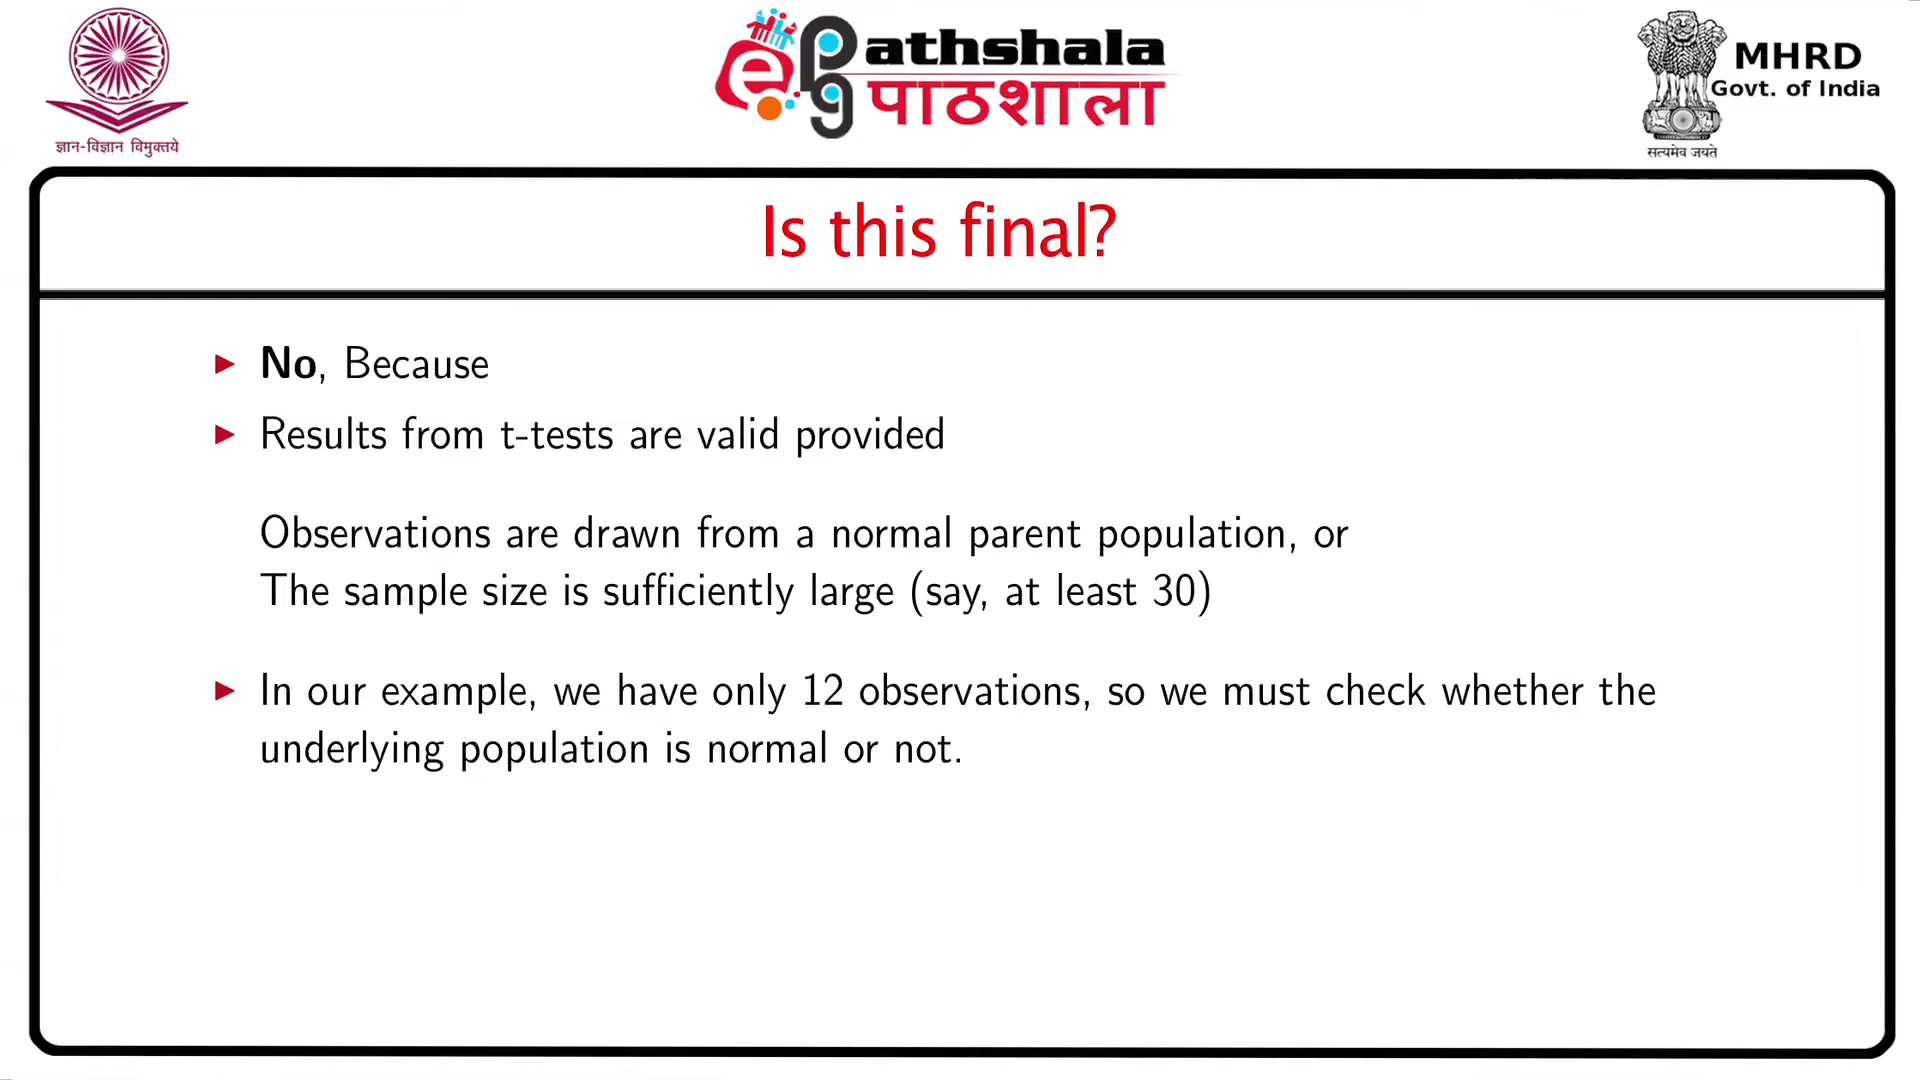 ज्ञान-विज्ञान विमुक्तये
e
pg
athshala
पाठशाला
MHRD
Govt. of India
सत्यमेव जयते
Is this final?
No, Because
Results from t-tests are valid provided
Observations are drawn from a normal parent population, or
The sample size is sufficiently large (say, at least 30)
In our example, we have only 12 observations, so we must check whether the
underlying population is normal or not.